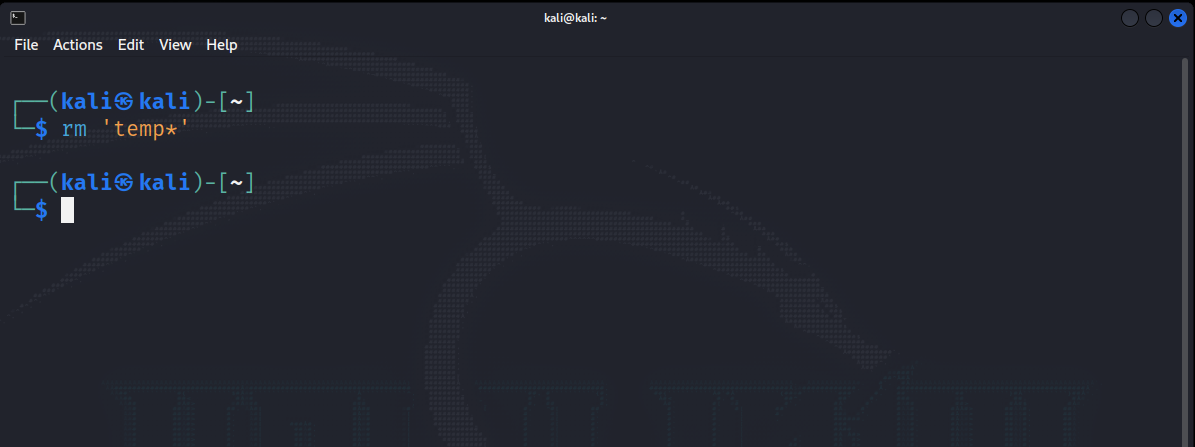 kali@kali: ~
File Actions Edit View Help
┌──(kali㉿kali)-[~]
└─$ rm 'temp*'
┌──(kali㉿kali)-[~]
└─$